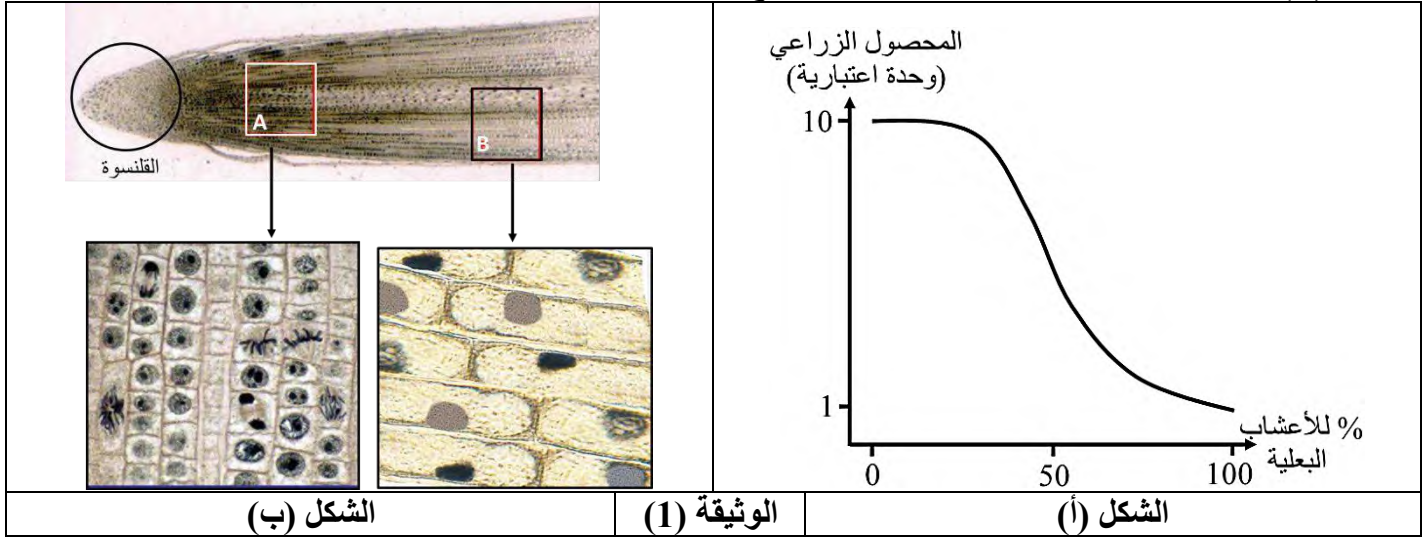 المحصول الزراعي
(وحدة اعتبارية)
10
1
0
50
100
% للأعشاب
البعلية
الشكل (أ)
A
B
القلنسوة
الوثيقة (1)
الشكل (ب)